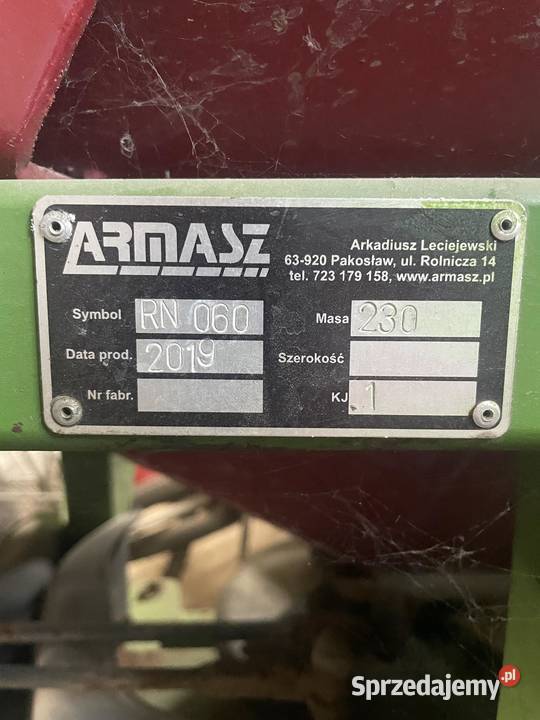 ARMASZ
Arkadiusz Leciejewski
63-920 Pakosław, ul. Rolnicza 14
tel. 723 179 158, www.armasz.pl
Symbol RN 060 Masa 230
Data prod. 2019 Szerokość
Nr fabr. KJ 1
Sprzedajemy.pl